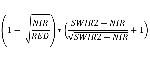 (1 − √(NIR/RED)) * ((SWIR2 − NIR)/√(SWIR2 − NIR) + 1)